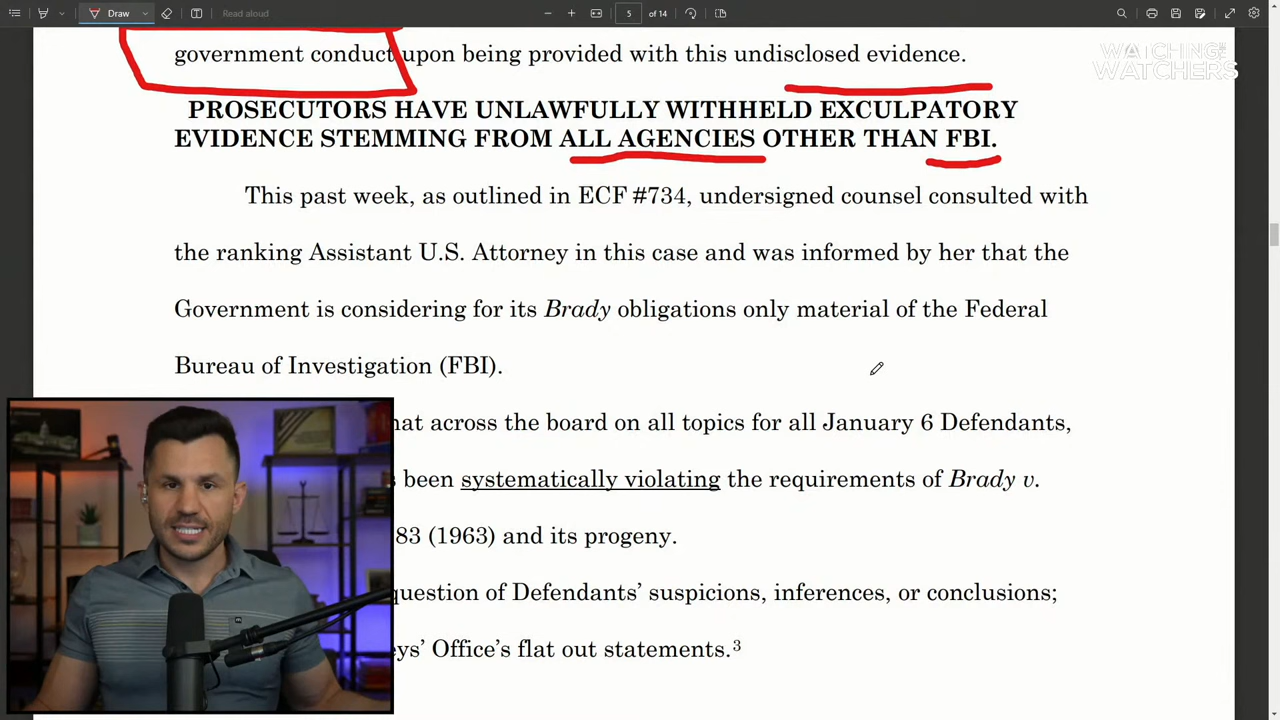 Draw
Read aloud
5 of 14
WATCHING THE
WATCHERS
government conduct upon being provided with this undisclosed evidence.
PROSECUTORS HAVE UNLAWFULLY WITHHELD EXCULPATORY
EVIDENCE STEMMING FROM ALL AGENCIES OTHER THAN FBI.
This past week, as outlined in ECF #734, undersigned counsel consulted with
the ranking Assistant U.S. Attorney in this case and was informed by her that the
Government is considering for its Brady obligations only material of the Federal
Bureau of Investigation (FBI).
hat across the board on all topics for all January 6 Defendants,
s been systematically violating the requirements of Brady v.
83 (1963) and its progeny.
question of Defendants’ suspicions, inferences, or conclusions;
eys’ Office’s flat out statements.³